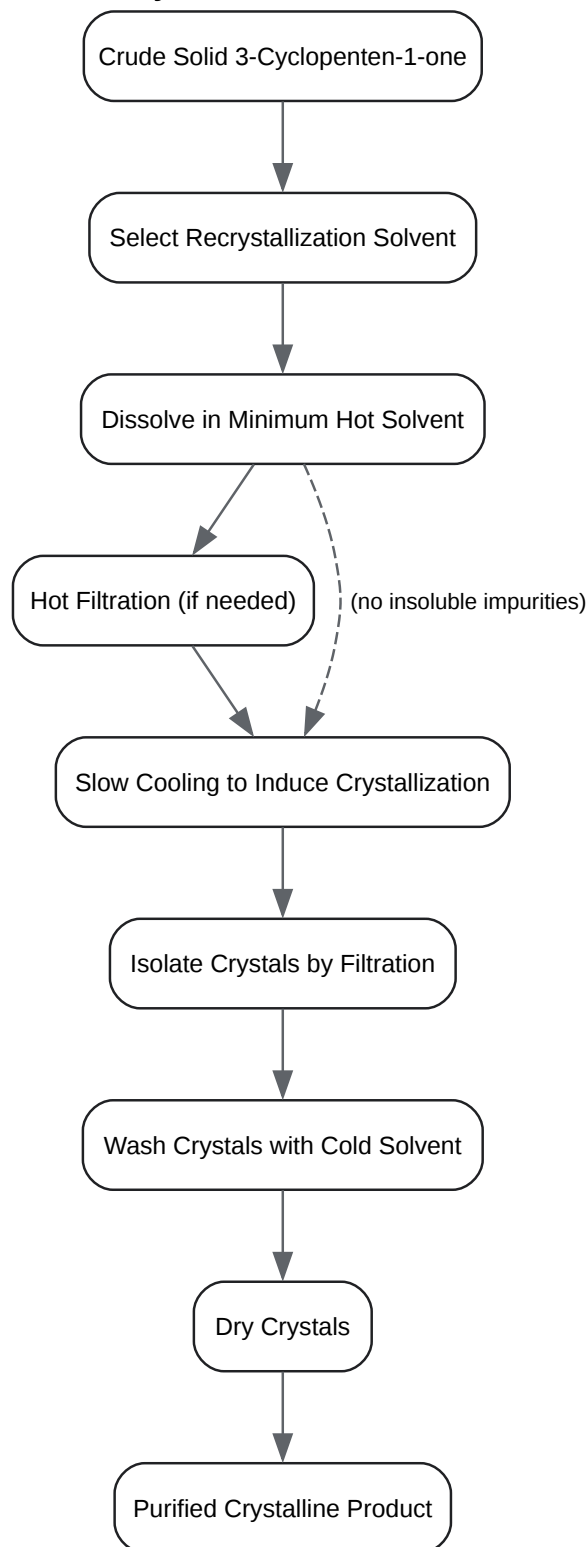 Crude Solid 3-Cyclopenten-1-one
Select Recrystallization Solvent
Dissolve in Minimum Hot Solvent
Hot Filtration (if needed)
(no insoluble impurities)
Slow Cooling to Induce Crystallization
Isolate Crystals by Filtration
Wash Crystals with Cold Solvent
Dry Crystals
Purified Crystalline Product